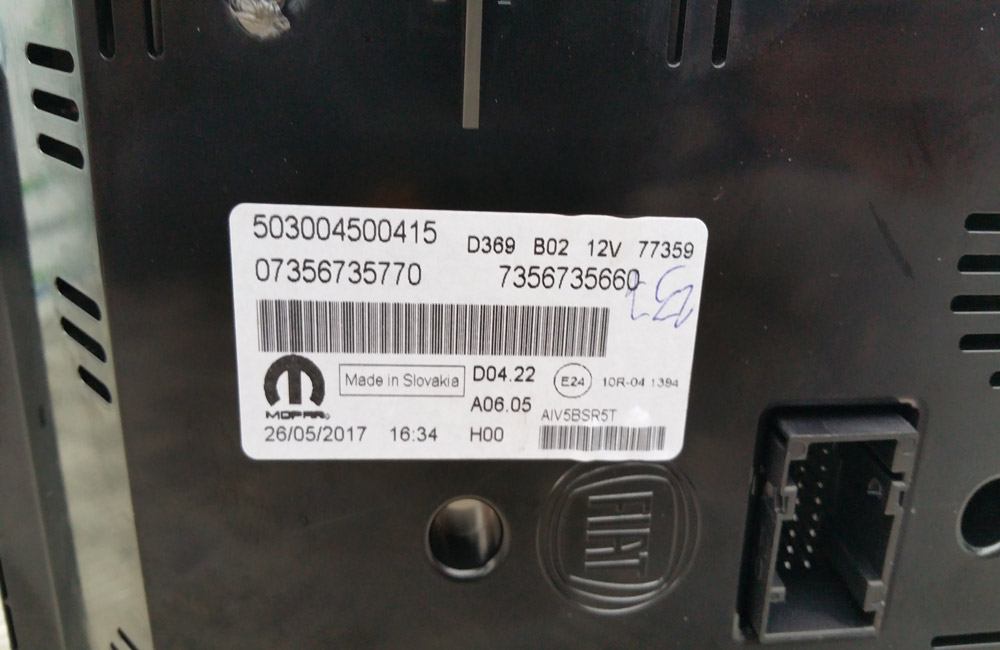 503004500415 D369 B02 12V 77359
07356735770 7356735660
MOPAR®
Made in Slovakia
D04.22
E24 10R-04 1394
A06.05
AIV5BSR5T
26/05/2017 16:34 H00
FIAT